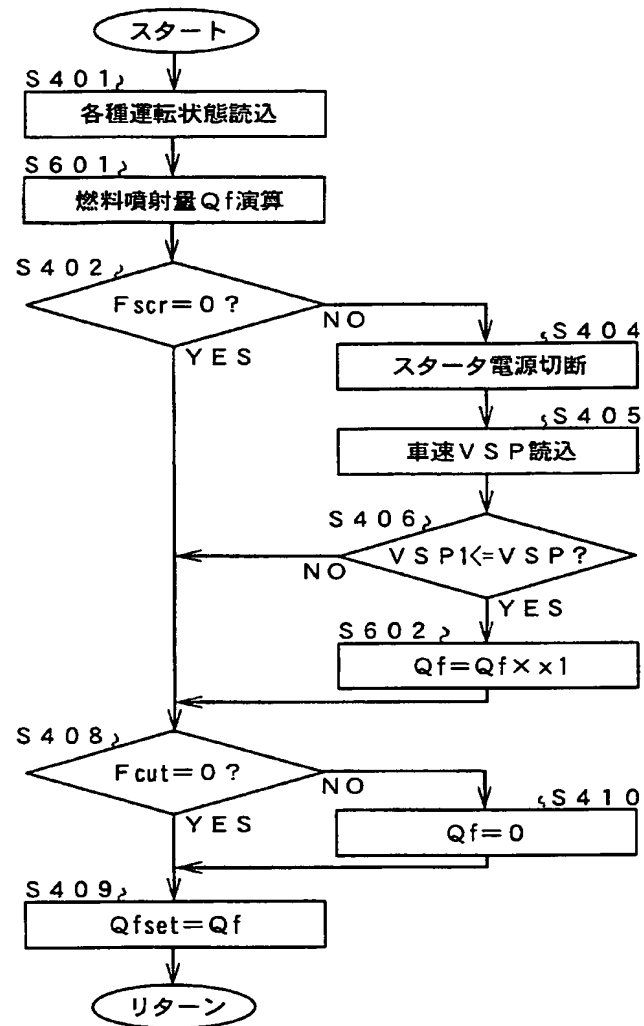 スタート
S401
各種運転状態読込
S601
燃料噴射量Qf演算
S402
Fscr=0?
NO
YES
S404
スタータ電源切断
S405
車速VSP読込
S406
VSP1<=VSP?
NO
YES
S602
Qf=Qf×x1
S408
Fcut=0?
NO
YES
S410
Qf=0
S409
Qfset=Qf
リターン